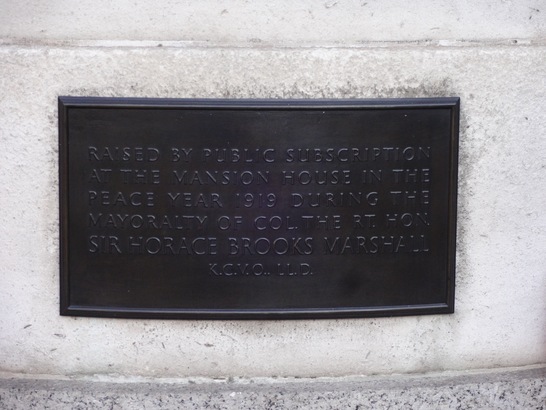 RAISED BY PUBLIC SUBSCRIPTION
AT THE MANSION HOUSE IN THE
PEACE YEAR 1919 DURING THE
MAYORALTY OF COL. THE RT HON
SIR HORACE BROOKS MARSHALL
K.C.M.O. LL.D.